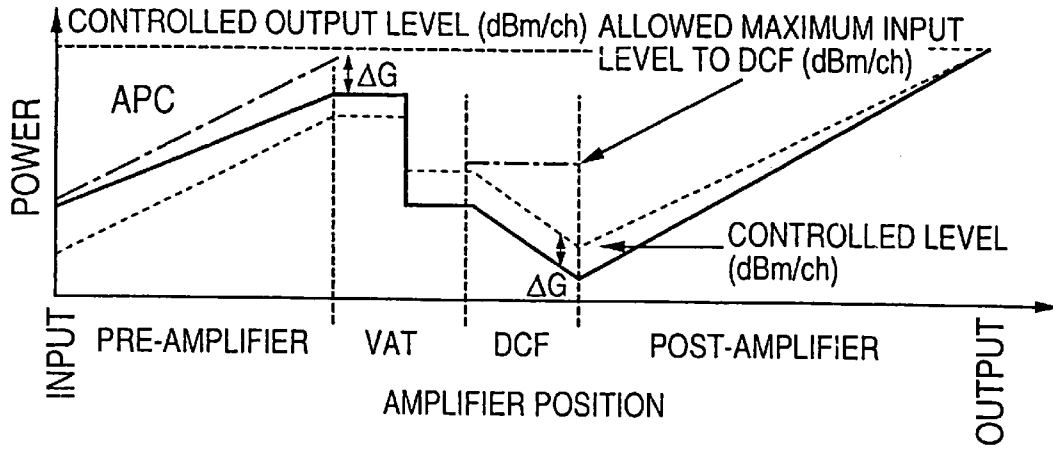 CONTROLLED OUTPUT LEVEL (dBm/ch)
ALLOWED MAXIMUM INPUT
LEVEL TO DCF (dBm/ch)
ΔG
APC
POWER
CONTROLLED LEVEL
(dBm/ch)
ΔG
INPUT
PRE-AMPLIFIER
VAT
DCF
POST-AMPLIFIER
OUTPUT
AMPLIFIER POSITION